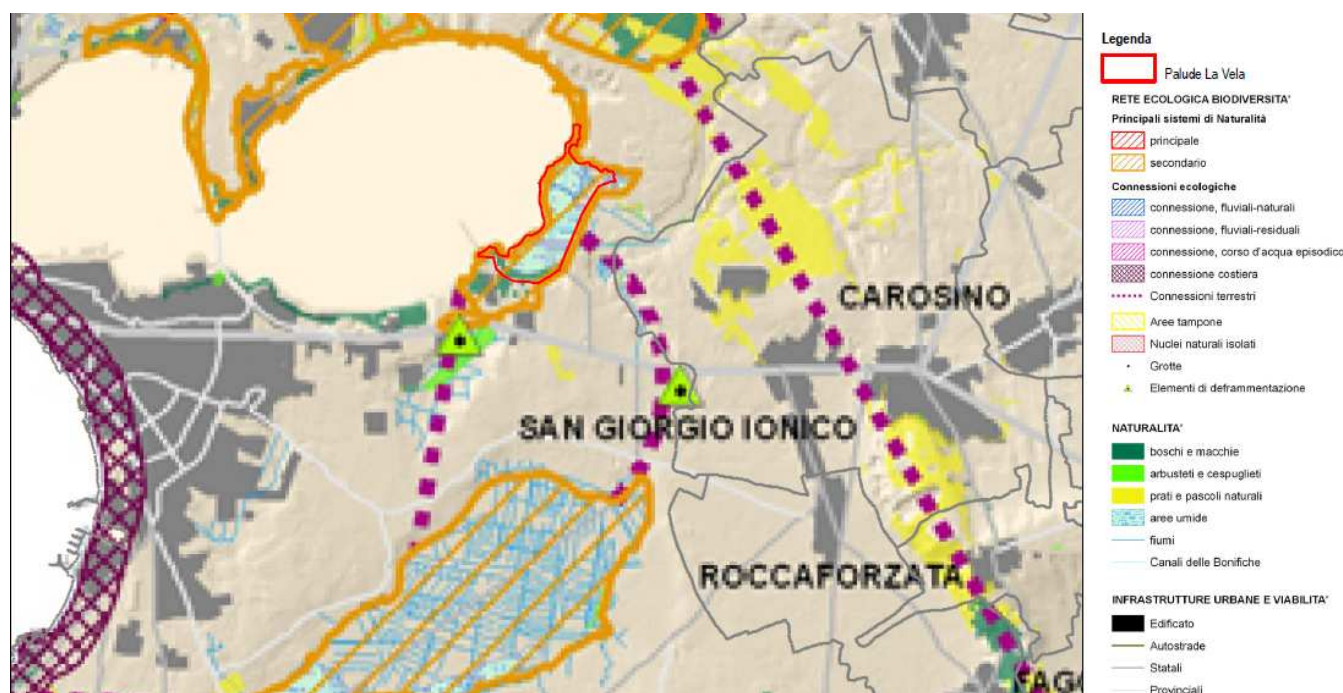 CAROSINO
SAN GIORGIO IONICO
ROCCAFORZATA
FAGG
Legenda
Palude La Vela
RETE ECOLOGICA BIODIVERSITA'
Principali sistemi di Naturalità
principale
secondario
Connessioni ecologiche
connessione, fluviali-naturali
connessione, fluviali-residuali
connessione, corso d'acqua episodico
connessione costiera
Connessioni terrestri
Aree tampone
Nuclei naturali isolati
Grotte
Elementi di deframmentazione
NATURALITA'
boschi e macchie
arbusteti e cespuglieti
prati e pascoli naturali
aree umide
fiumi
Canali delle Bonifiche
INFRASTRUTTURE URBANE E VIABILITA'
Edificato
Autostrade
Statali
Provinciali